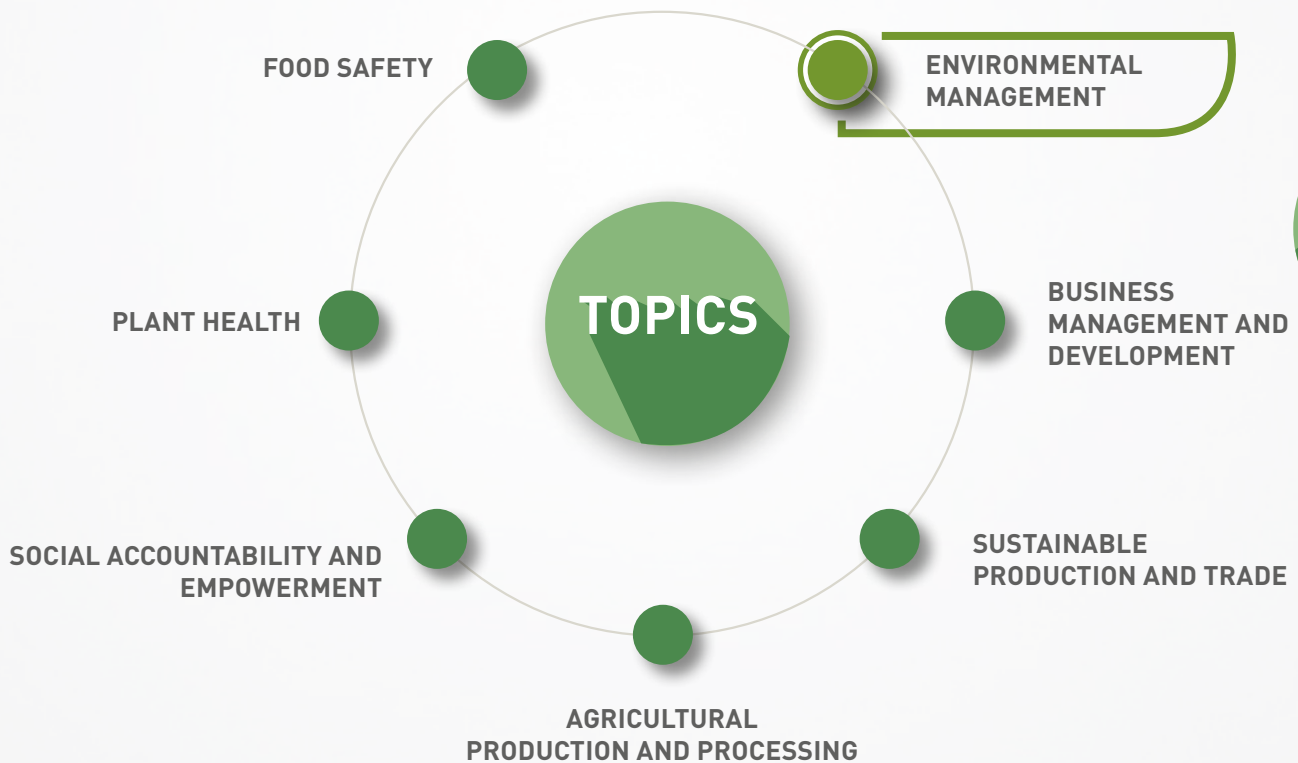 FOOD SAFETY
ENVIRONMENTAL
MANAGEMENT
TOPICS
PLANT HEALTH
BUSINESS
MANAGEMENT AND
DEVELOPMENT
SOCIAL ACCOUNTABILITY AND
EMPOWERMENT
SUSTAINABLE
PRODUCTION AND TRADE
AGRICULTURAL
PRODUCTION AND PROCESSING